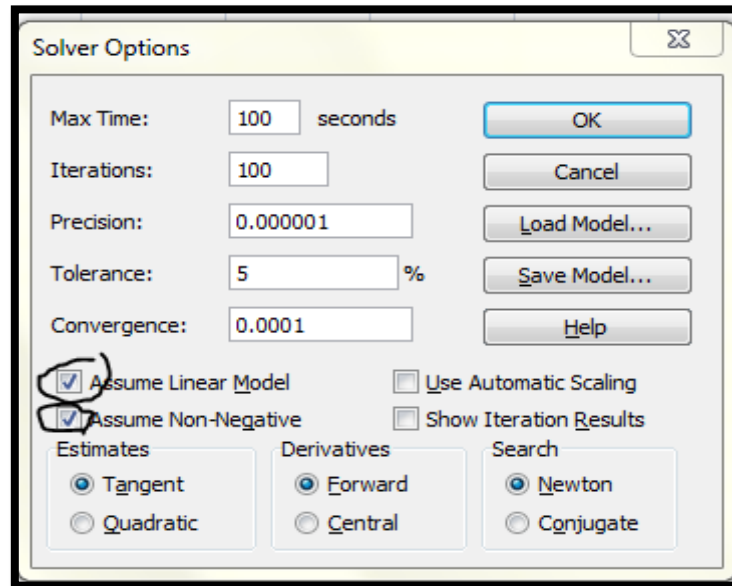 Solver Options
Max Time: 100 seconds OK
Iterations: 100 Cancel
Precision: 0.000001 Load Model...
Tolerance: 5 % Save Model...
Convergence: 0.0001 Help
Assume Linear Model Use Automatic Scaling
Assume Non-Negative Show Iteration Results
Estimates Derivatives Search
Tangent Forward Newton
Quadratic Central Conjugate